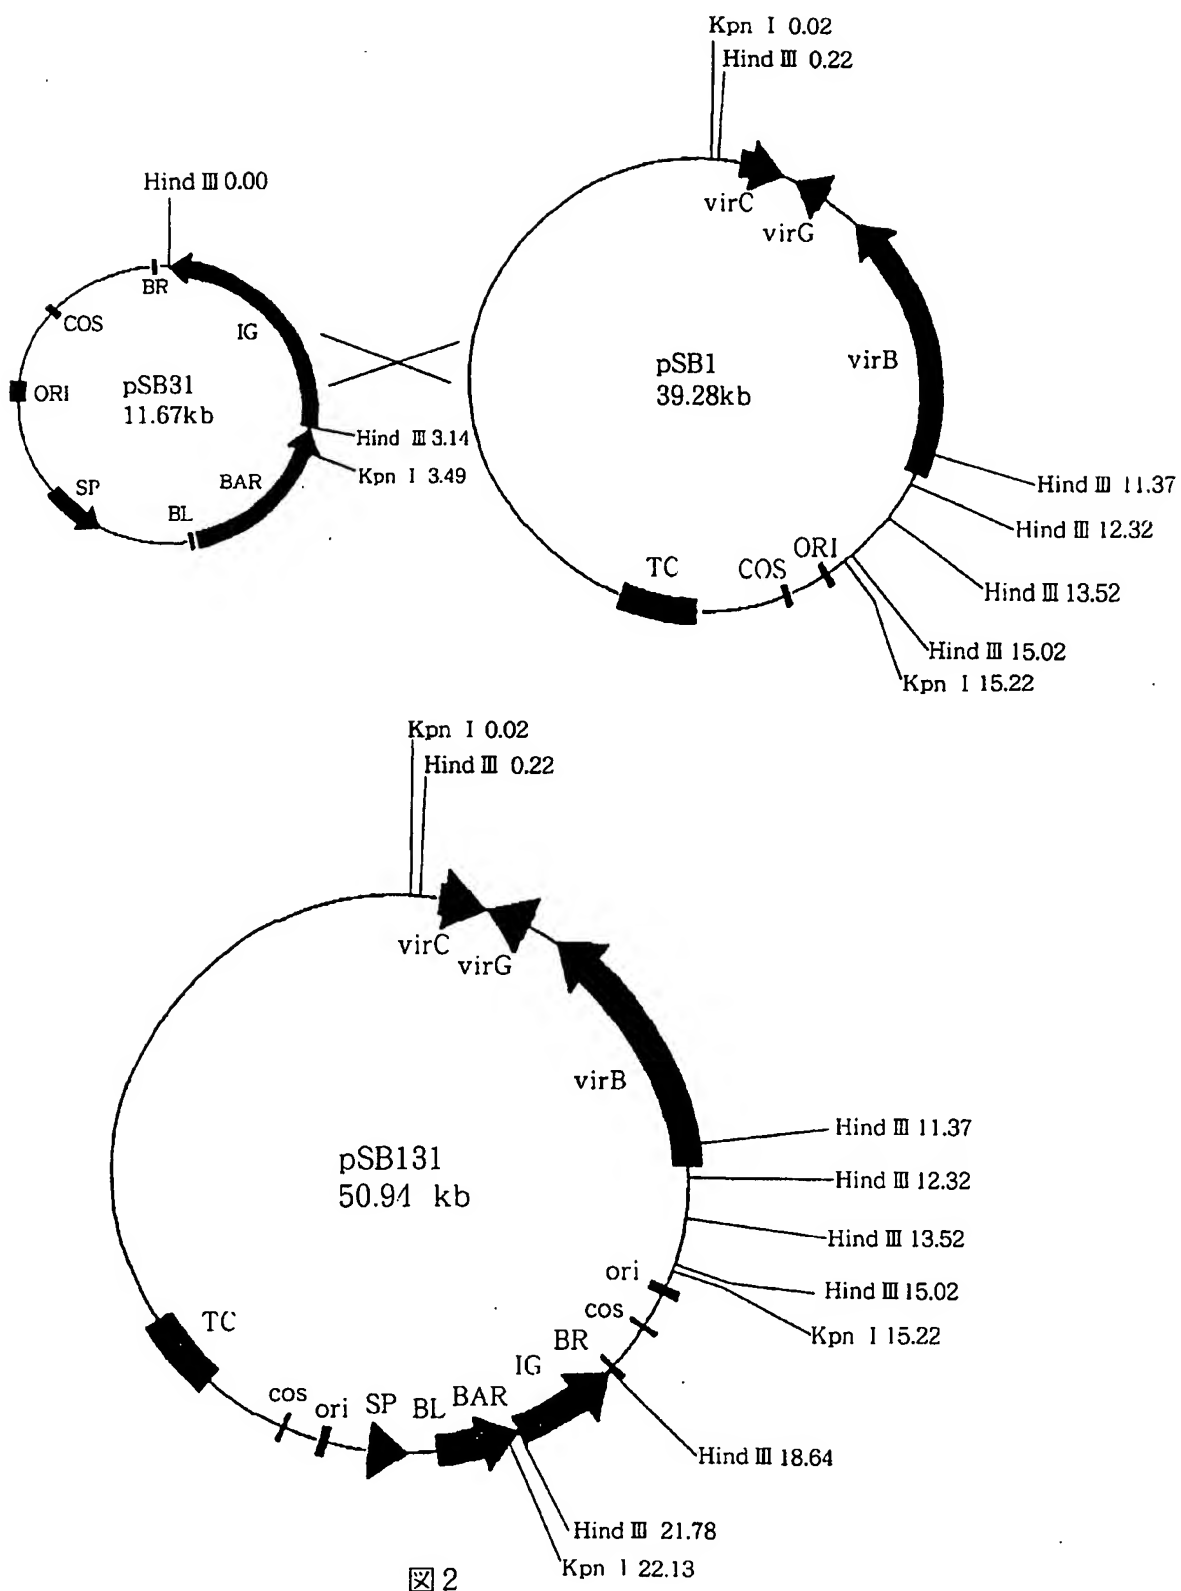 Kpn I 0.02
Hind III 0.22
Hind III 0.00
virC
virG
BR
COS
IG
virB
pSB31
11.67kb
pSB1
39.28kb
ORI
Hind III 3.14
Kpn I 3.49
SP
BAR
BL
Hind III 11.37
Hind III 12.32
ORI
COS
TC
Hind III 13.52
Hind III 15.02
Kpn I 15.22
Kpn I 0.02
Hind III 0.22
virC
virG
virB
Hind III 11.37
pSB131
50.94 kb
Hind III 12.32
Hind III 13.52
ori
Hind III 15.02
cos
Kpn I 15.22
TC
BR
IG
BAR
BL
SP
cos
ori
Hind III 18.64
Hind III 21.78
Kpn I 22.13
図2